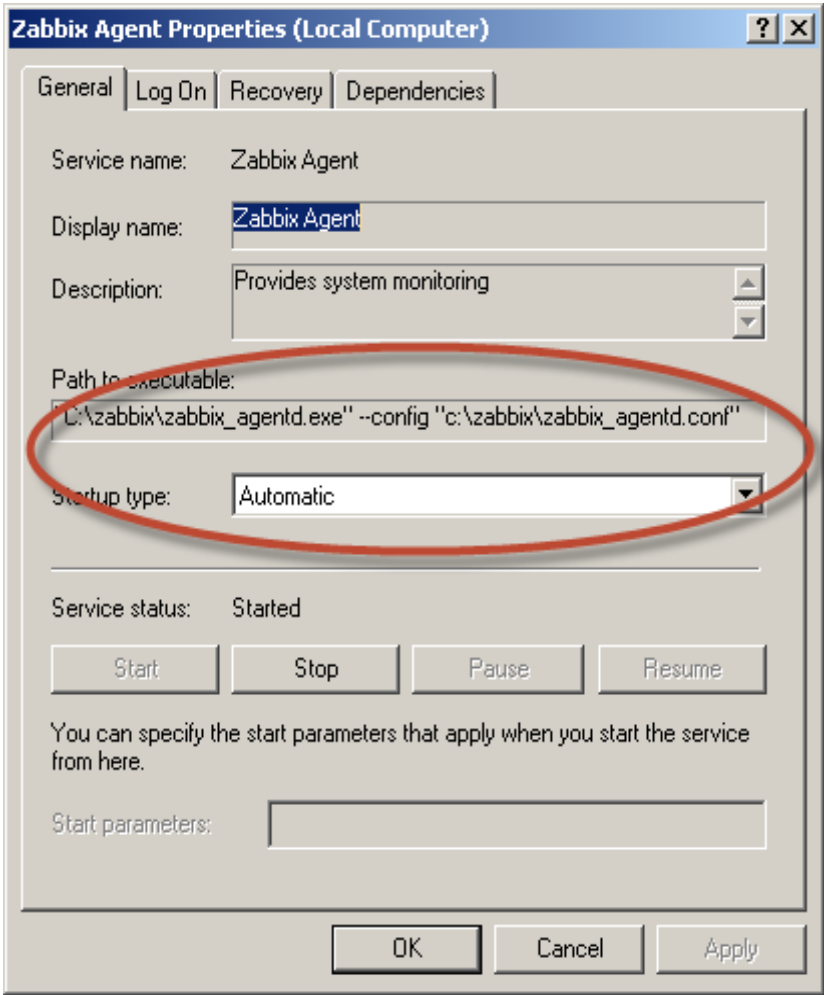 Zabbix Agent Properties (Local Computer)
General Log On Recovery Dependencies
Service name: Zabbix Agent
Display name: Zabbix Agent
Description: Provides system monitoring
Path to executable:
"C:\zabbix\zabbix_agentd.exe" --config "c:\zabbix\zabbix_agentd.conf"
Startup type: Automatic
Service status: Started
Start Stop Pause Resume
You can specify the start parameters that apply when you start the service
from here.
Start parameters:
OK Cancel Apply